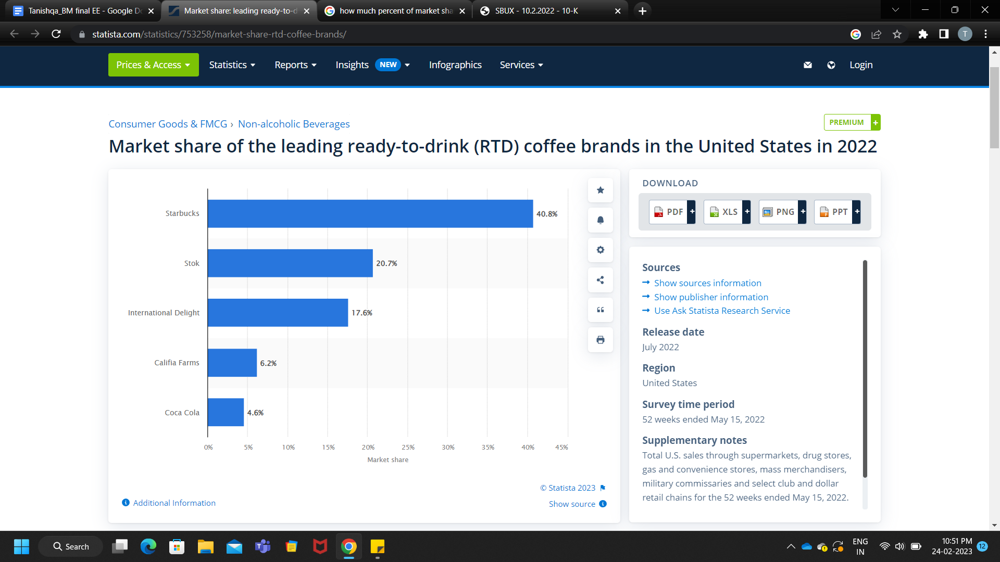 Tanishqa_BM final EE - Google Do
Market share: leading ready-to-d
how much percent of market sha
SBUX - 10.2.2022 - 10-K
statista.com/statistics/753258/market-share-rtd-coffee-brands/
T
Prices & Access
Statistics
Reports
Insights NEW
Infographics
Services
Login
Consumer Goods & FMCG › Non-alcoholic Beverages
PREMIUM +
Market share of the leading ready-to-drink (RTD) coffee brands in the United States in 2022
Starbucks 40.8%
Stok 20.7%
International Delight 17.6%
Califia Farms 6.2%
Coca Cola 4.6%
0% 5% 10% 15% 20% 25% 30% 35% 40% 45%
Market share
© Statista 2023
Additional Information
Show source
DOWNLOAD
PDF + XLS + PNG + PPT +
Sources
Show sources information
Show publisher information
Use Ask Statista Research Service
Release date
July 2022
Region
United States
Survey time period
52 weeks ended May 15, 2022
Supplementary notes
Total U.S. sales through supermarkets, drug stores,
gas and convenience stores, mass merchandisers,
military commissaries and select club and dollar
retail chains for the 52 weeks ended May 15, 2022.
Search
ENG
IN
10:51 PM
24-02-2023
12